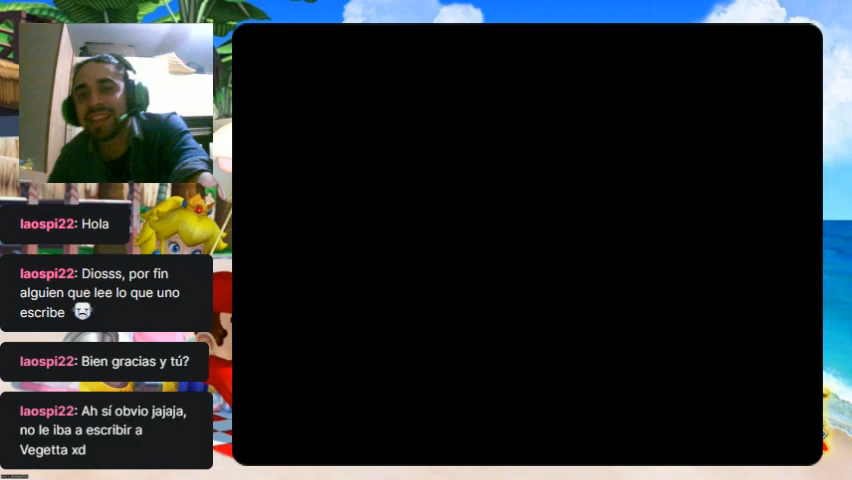 laospi22: Hola
laospi22: Diosss, por fin
alguien que lee lo que uno
escribe
laospi22: Bien gracias y tú?
laospi22: Ah sí obvio jajaja,
no le iba a escribir a
Vegetta xd